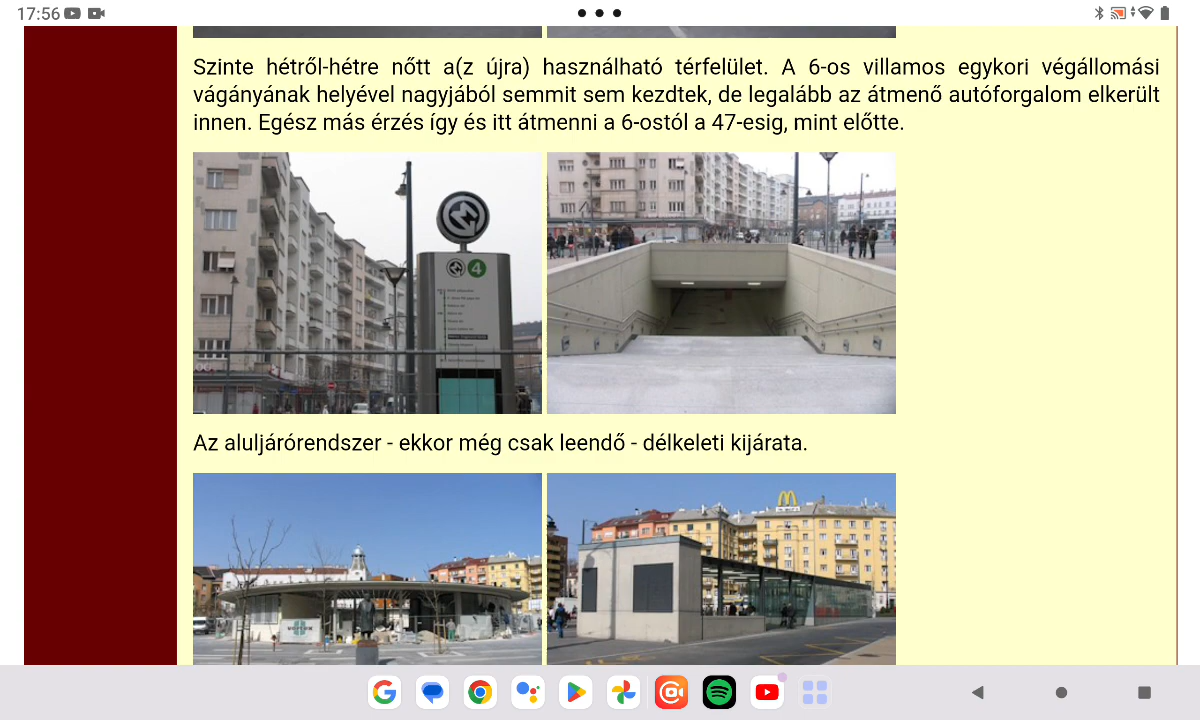 17:56
Szinte hétről-hétre nőtt a(z újra) használható térfelület. A 6-os villamos egykori végállomási
vágányának helyével nagyjából semmit sem kezdtek, de legalább az átmenő autóforgalom elkerült
innen. Egész más érzés így és itt átmenni a 6-ostól a 47-esig, mint előtte.
4
Az aluljárórendszer - ekkor még csak leendő - délkeleti kijárata.